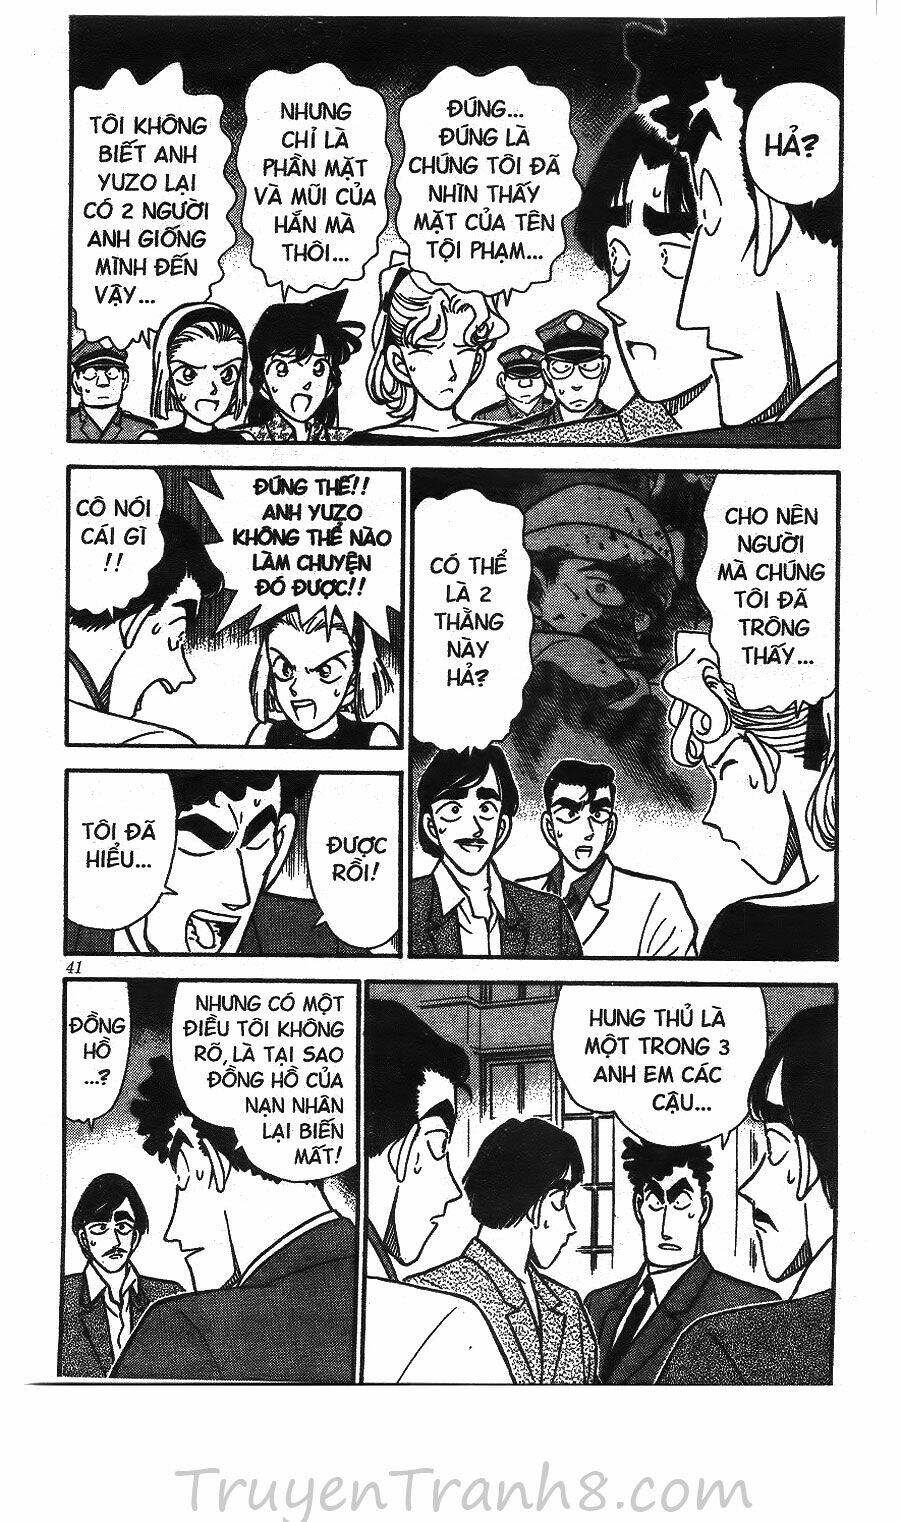 HẢ?
ĐÚNG...
ĐÚNG LÀ
CHÚNG TÔI ĐÃ
NHÌN THẤY
MẶT CỦA TÊN
TỘI PHẠM...
NHƯNG
CHỈ LÀ
PHẦN MẶT
VÀ MŨI CỦA
HẮN MÀ
THÔI...
TÔI KHÔNG
BIẾT ANH
YUZO LẠI
CÓ 2 NGƯỜI
ANH GIỐNG
MÌNH ĐẾN
VẬY...
CHO NÊN
NGƯỜI
MÀ CHÚNG
TÔI ĐÃ
TRÔNG
THẤY...
CÓ THỂ
LÀ 2
THẰNG
NÀY
HẢ?
ĐÚNG THẾ!!
ANH YUZO
KHÔNG THỂ NÀO
LÀM CHUYỆN
ĐÓ ĐƯỢC!!
CÔ NÓI
CÁI GÌ
!!
ĐƯỢC
RỒI!
TÔI ĐÃ
HIỂU...
41
HUNG THỦ LÀ
MỘT TRONG 3
ANH EM CÁC
CẬU...
NHƯNG CÓ MỘT
ĐIỀU TÔI KHÔNG
RÕ, LÀ TẠI SAO
ĐỒNG HỒ CỦA
NẠN NHÂN
LẠI BIẾN
MẤT!
ĐỒNG
HỒ
...?
TruyenTranh8.com